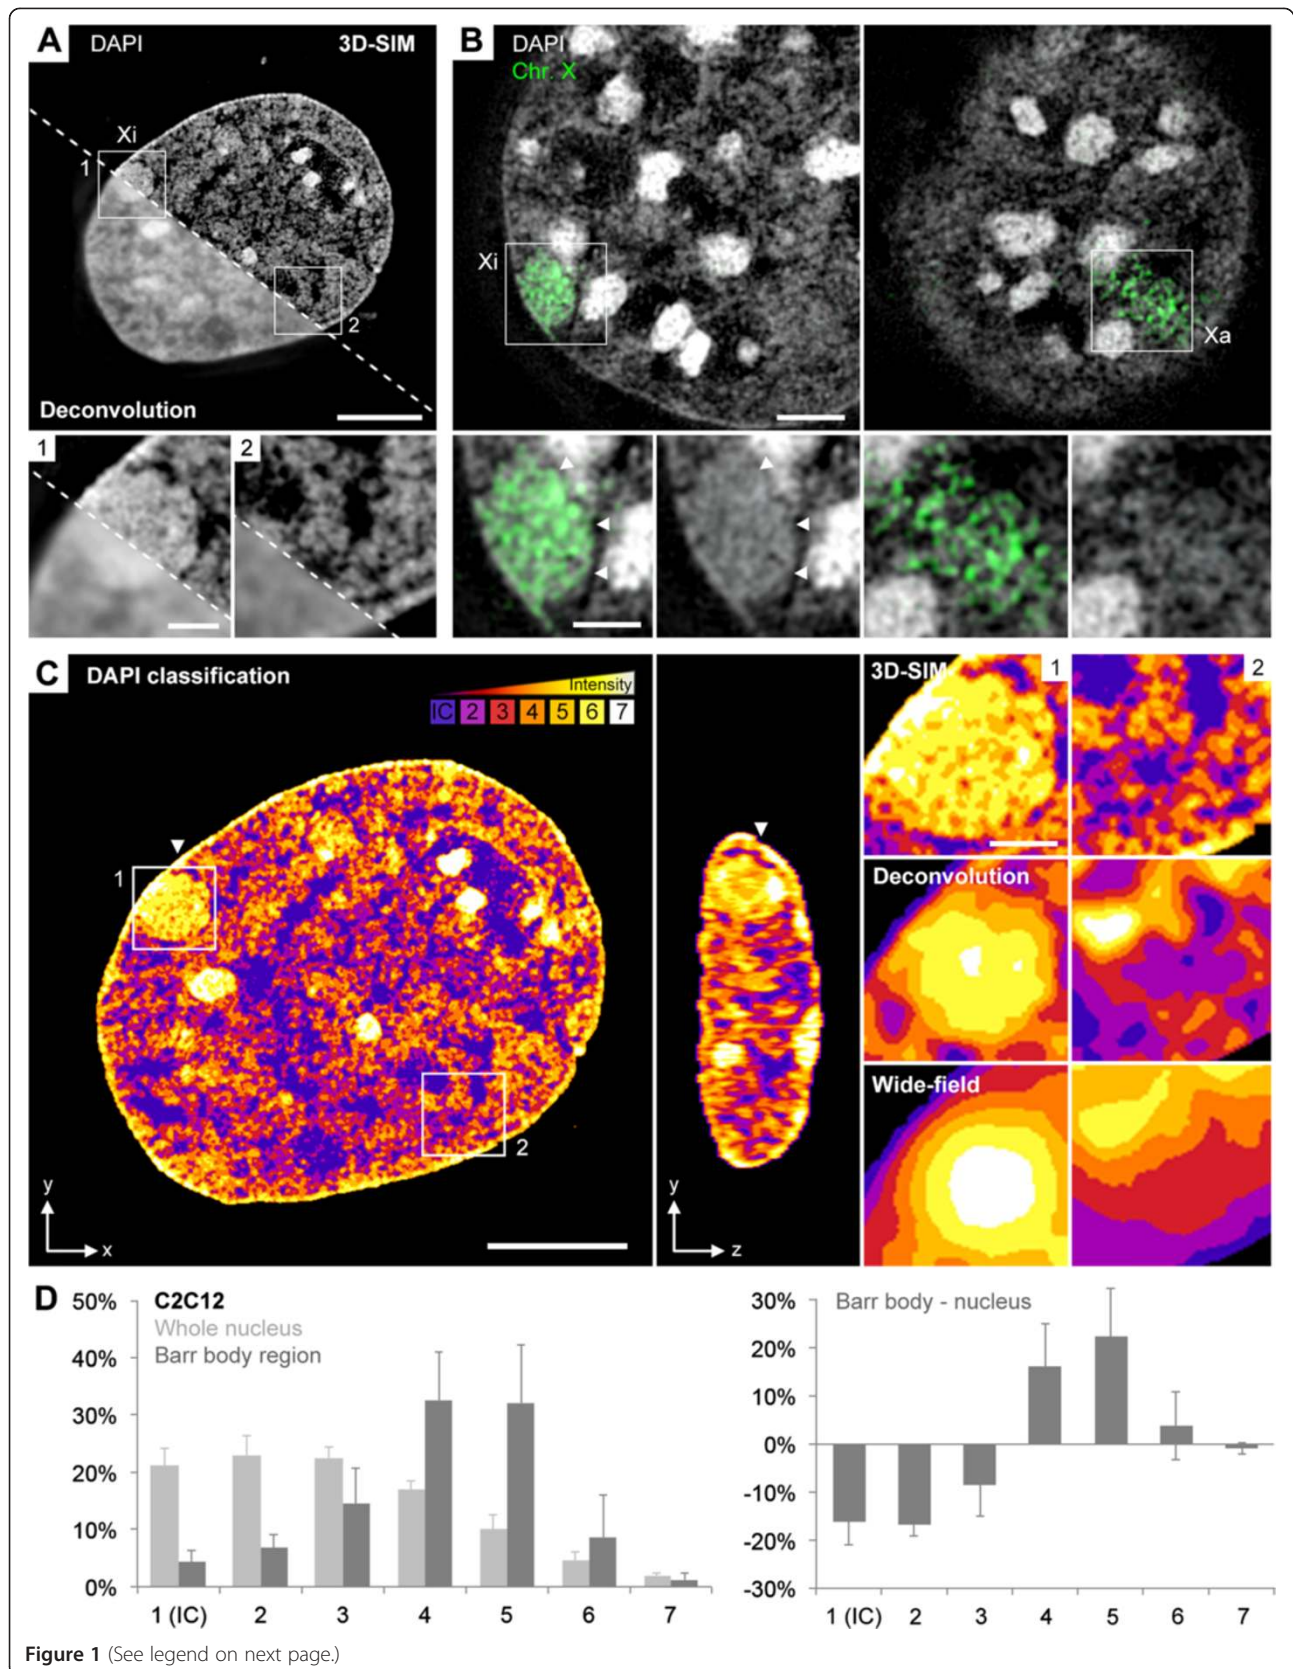 A DAPI 3D-SIM
Xi
1
2
Deconvolution
1 2
B DAPI
Chr. X
Xi
Xa
C DAPI classification
Intensity
IC 2 3 4 5 6 7
1
2
y
x
y
z
3D-SIM 1 2
Deconvolution
Wide-field
D C2C12
Whole nucleus
Barr body region
50%
40%
30%
20%
10%
0%
1 (IC) 2 3 4 5 6 7
Barr body - nucleus
30%
20%
10%
0%
-10%
-20%
-30%
1 (IC) 2 3 4 5 6 7
Figure 1 (See legend on next page.)